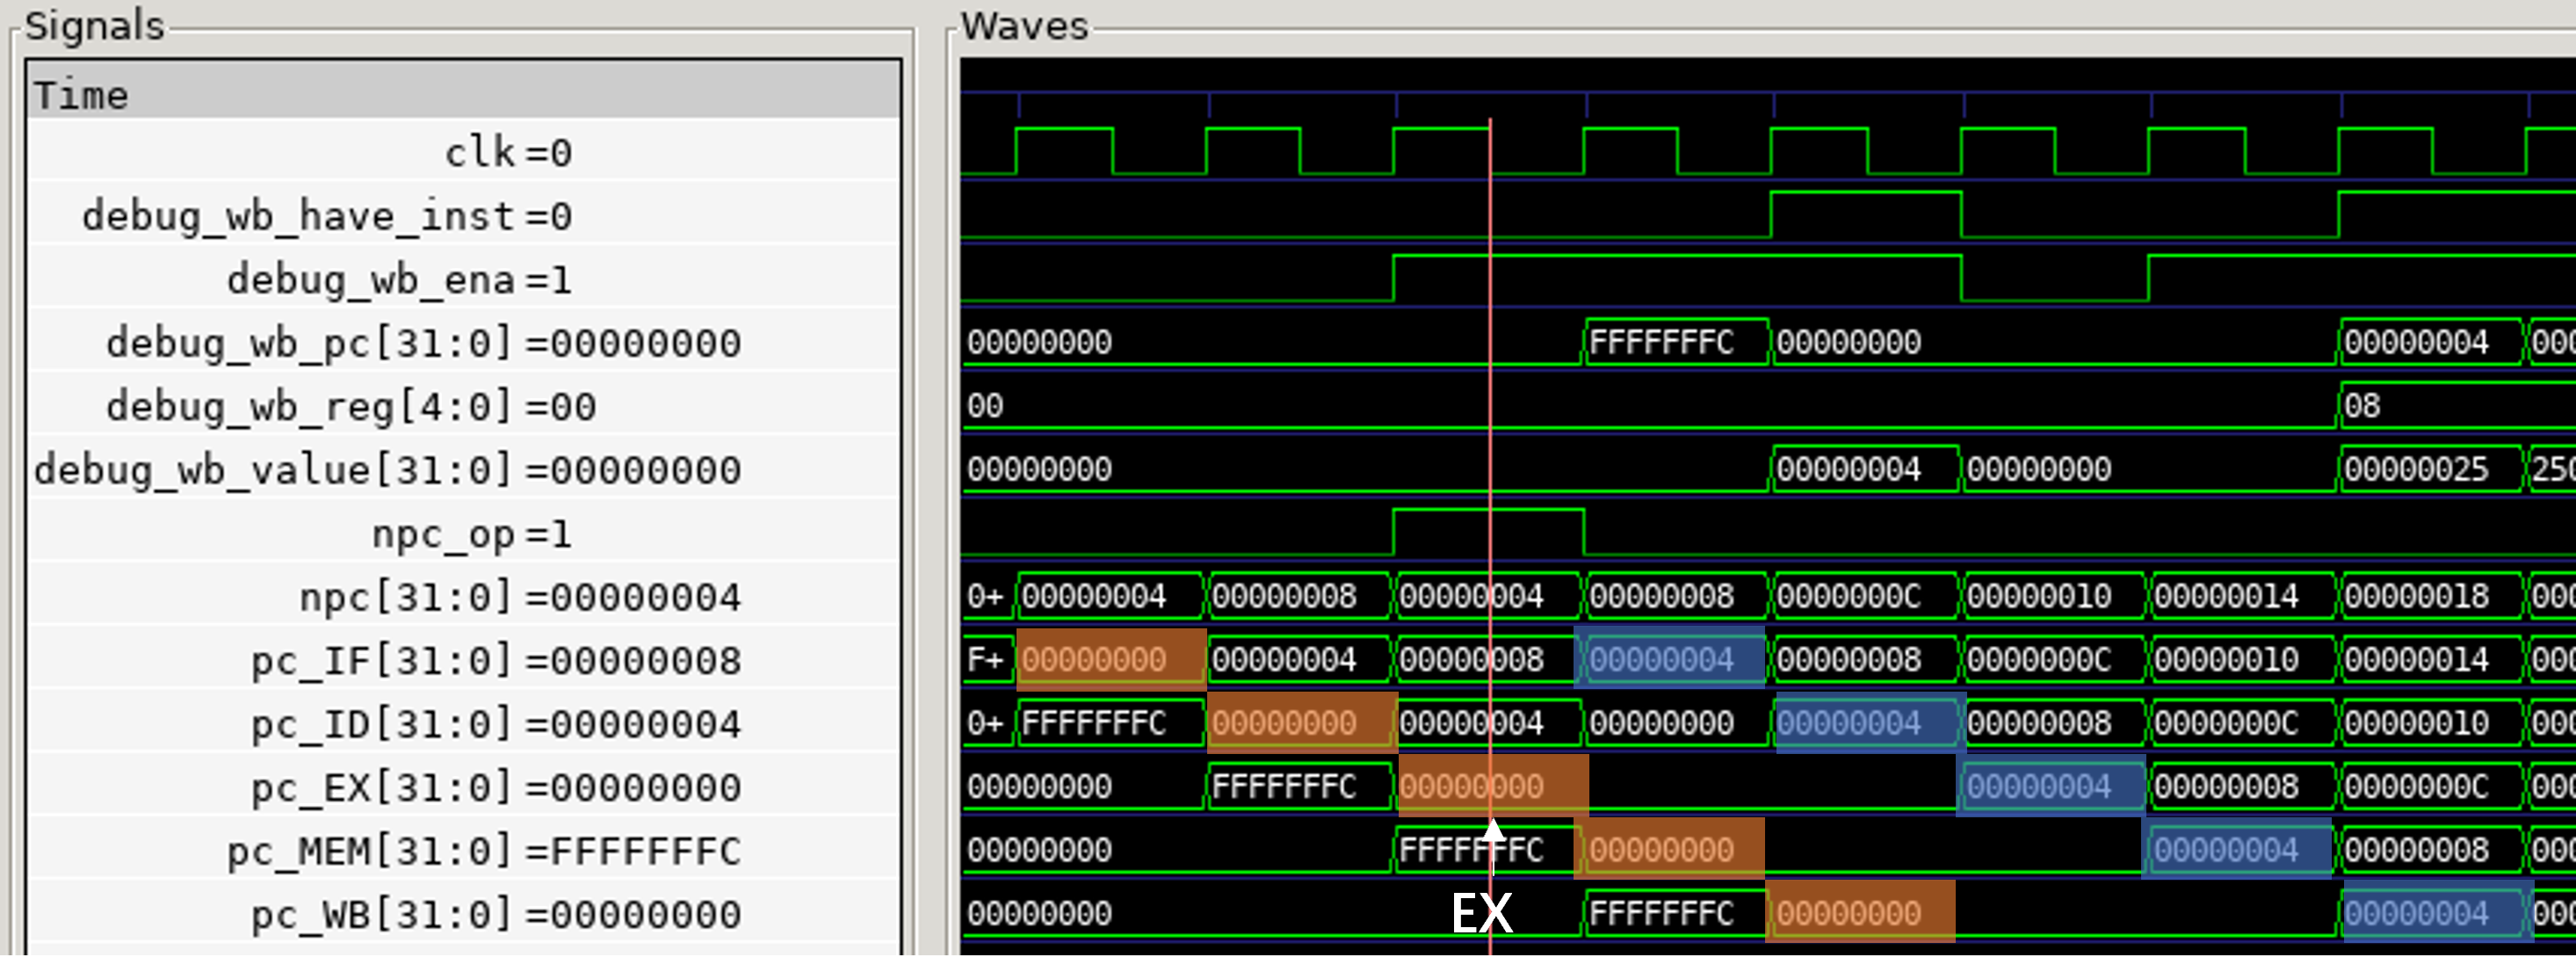 Signals Waves
Time
clk =0
debug_wb_have_inst =0
debug_wb_ena =1
debug_wb_pc[31:0] =00000000 00000000 FFFFFFFC 00000000 00000004 000
debug_wb_reg[4:0] =00 00 08
debug_wb_value[31:0] =00000000 00000000 00000004 00000000 00000025 250
npc_op =1
npc[31:0] =00000004 0+ 00000004 00000008 00000004 00000008 0000000C 00000010 00000014 00000018 000
pc_IF[31:0] =00000008 F+ 00000000 00000004 00000008 00000004 00000008 0000000C 00000010 00000014 000
pc_ID[31:0] =00000004 0+ FFFFFFFC 00000000 00000004 00000000 00000004 00000008 0000000C 00000010 000
pc_EX[31:0] =00000000 00000000 FFFFFFFC 00000000 00000004 00000008 0000000C 000
pc_MEM[31:0] =FFFFFFFC 00000000 FFFFFFFC 00000000 00000004 00000008 000
pc_WB[31:0] =00000000 00000000 EX FFFFFFFC 00000000 00000004 000